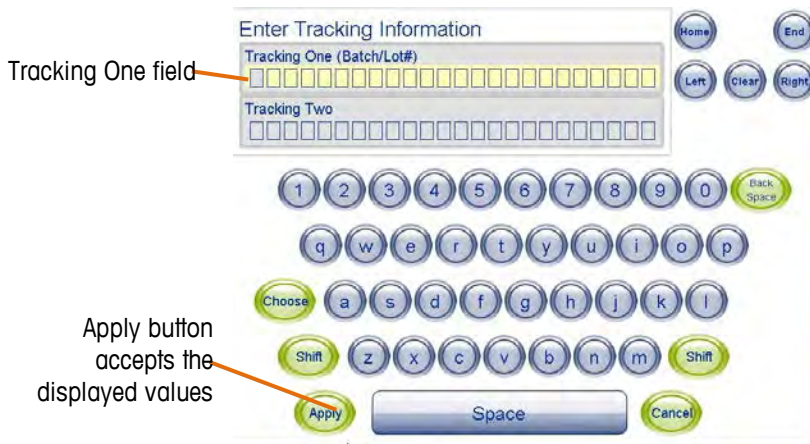 Enter Tracking Information
Home
End
Tracking One (Batch/Lot#)
Tracking One field
Left
Clear
Right
Tracking Two
1 2 3 4 5 6 7 8 9 0 Back Space
q w e r t y u i o p
Choose a s d f g h j k l
Shift z x c v b n m Shift
Apply button
accepts the
displayed values
Apply Space Cancel